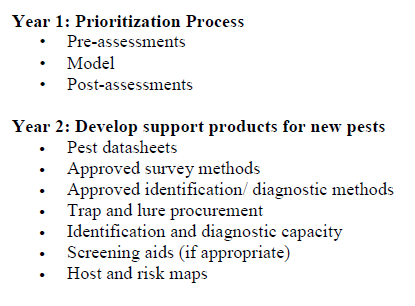 Year 1: Prioritization Process
• Pre-assessments
• Model
• Post-assessments
Year 2: Develop support products for new pests
• Pest datasheets
• Approved survey methods
• Approved identification/ diagnostic methods
• Trap and lure procurement
• Identification and diagnostic capacity
• Screening aids (if appropriate)
• Host and risk maps